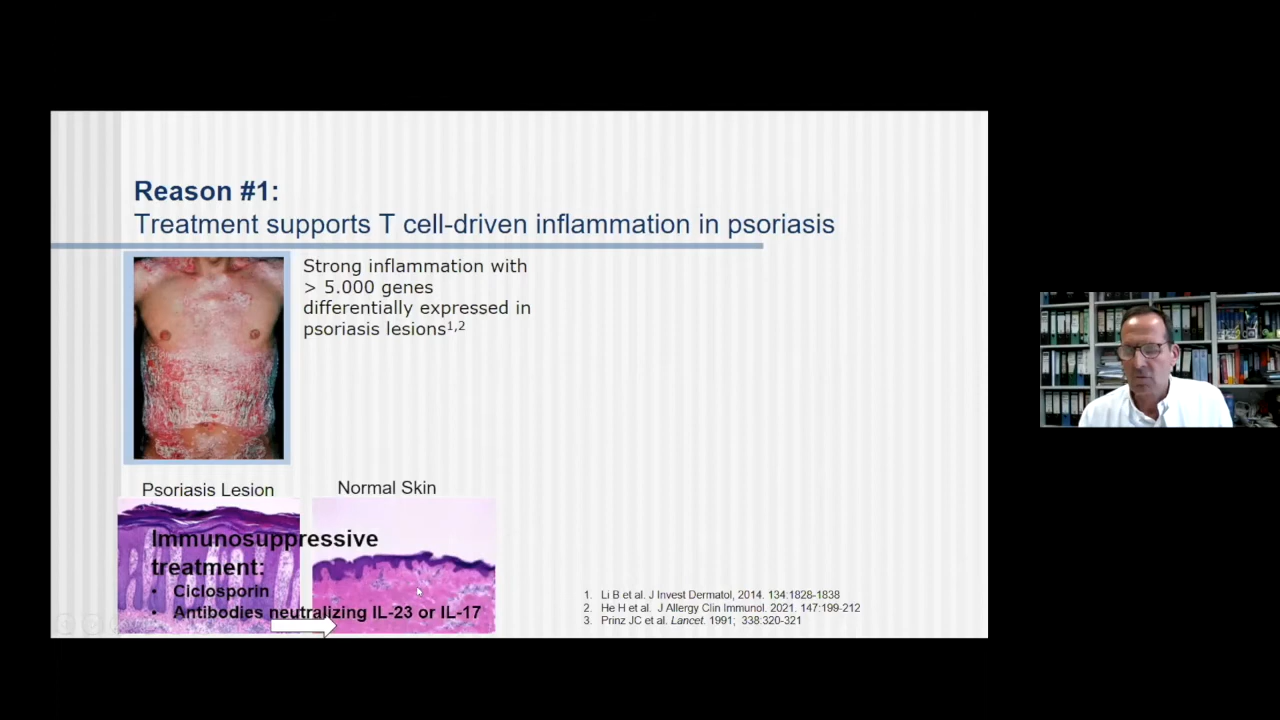 Reason #1:
Treatment supports T cell-driven inflammation in psoriasis
Strong inflammation with
> 5.000 genes
differentially expressed in
psoriasis lesions1,2
Psoriasis Lesion
Normal Skin
Immunosuppressive
treatment:
• Ciclosporin
• Antibodies neutralizing IL-23 or IL-17
1. Li B et al. J Invest Dermatol, 2014. 134:1828-1838
2. He H et al. J Allergy Clin Immunol. 2021. 147:199-212
3. Prinz JC et al. Lancet. 1991; 338:320-321